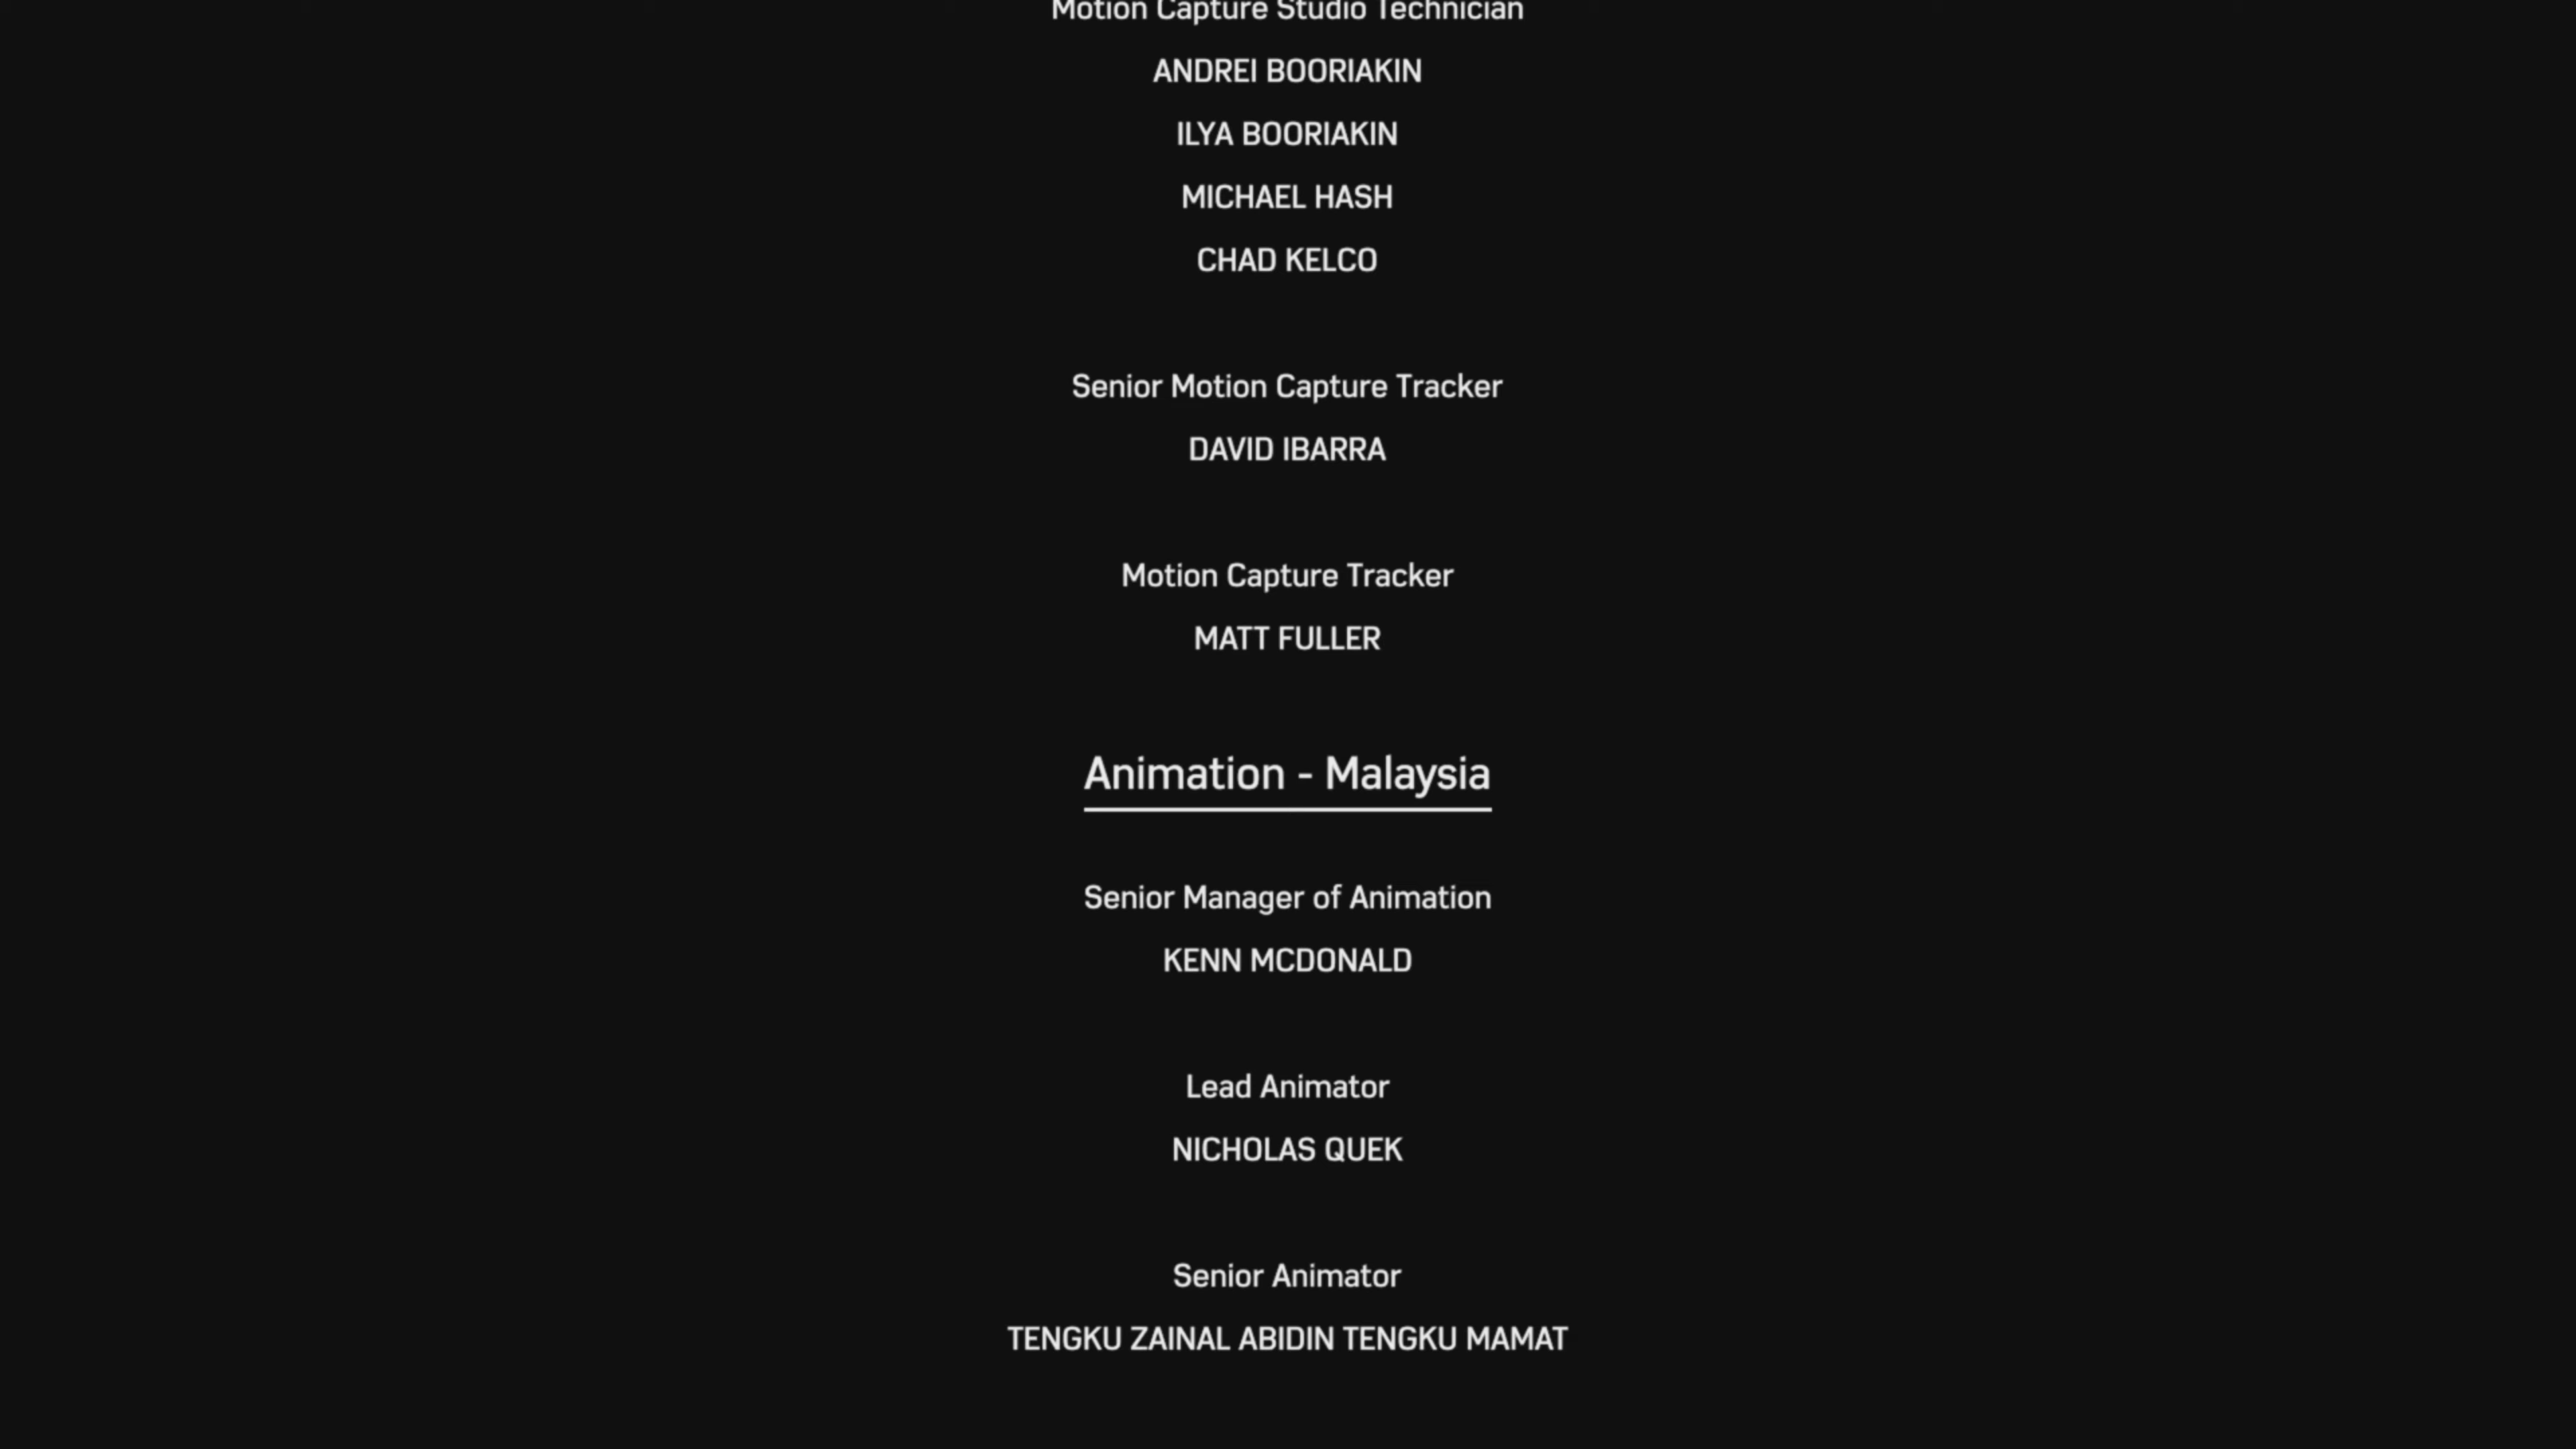 Motion Capture Studio Technician
ANDREI BOORIAKIN
ILYA BOORIAKIN
MICHAEL HASH
CHAD KELCO
Senior Motion Capture Tracker
DAVID IBARRA
Motion Capture Tracker
MATT FULLER
Animation - Malaysia
Senior Manager of Animation
KENN MCDONALD
Lead Animator
NICHOLAS QUEK
Senior Animator
TENGKU ZAINAL ABIDIN TENGKU MAMAT